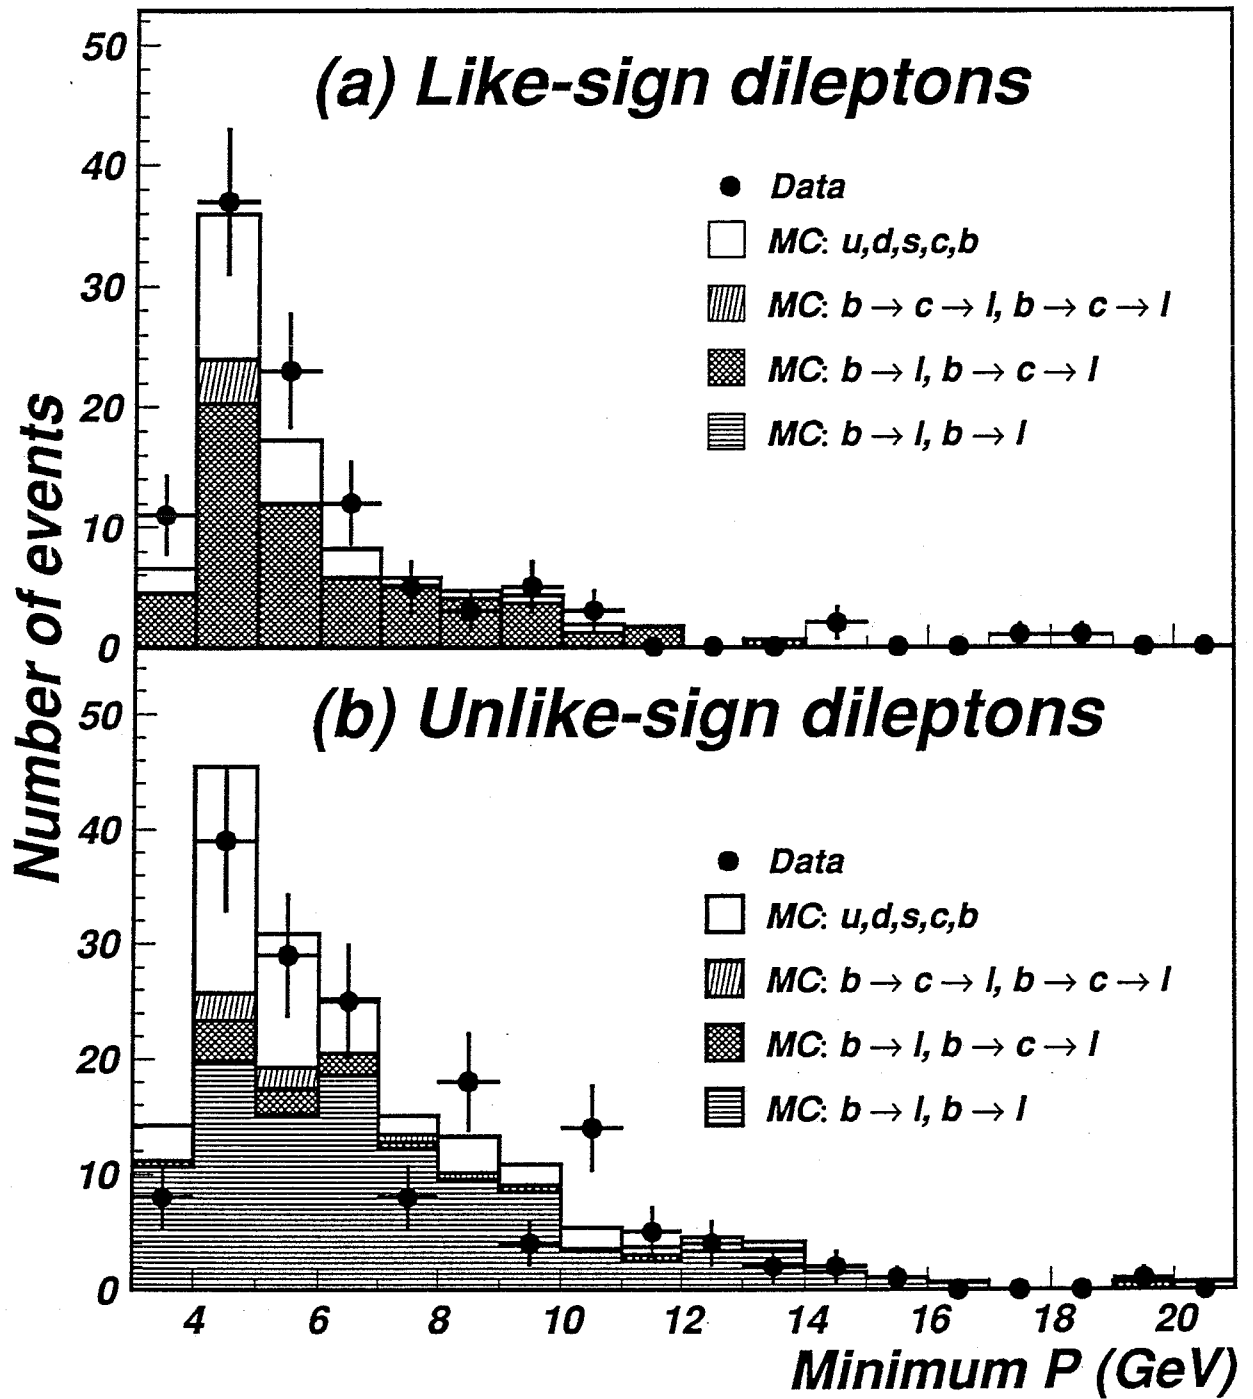 (a) Like-sign dileptons
50
40
30
20
10
0
Data
MC: u,d,s,c,b
MC: b → c → l, b → c → l
MC: b → l, b → c → l
MC: b → l, b → l
Number of events
(b) Unlike-sign dileptons
50
40
30
20
10
0
Data
MC: u,d,s,c,b
MC: b → c → l, b → c → l
MC: b → l, b → c → l
MC: b → l, b → l
4 6 8 10 12 14 16 18 20
Minimum P (GeV)